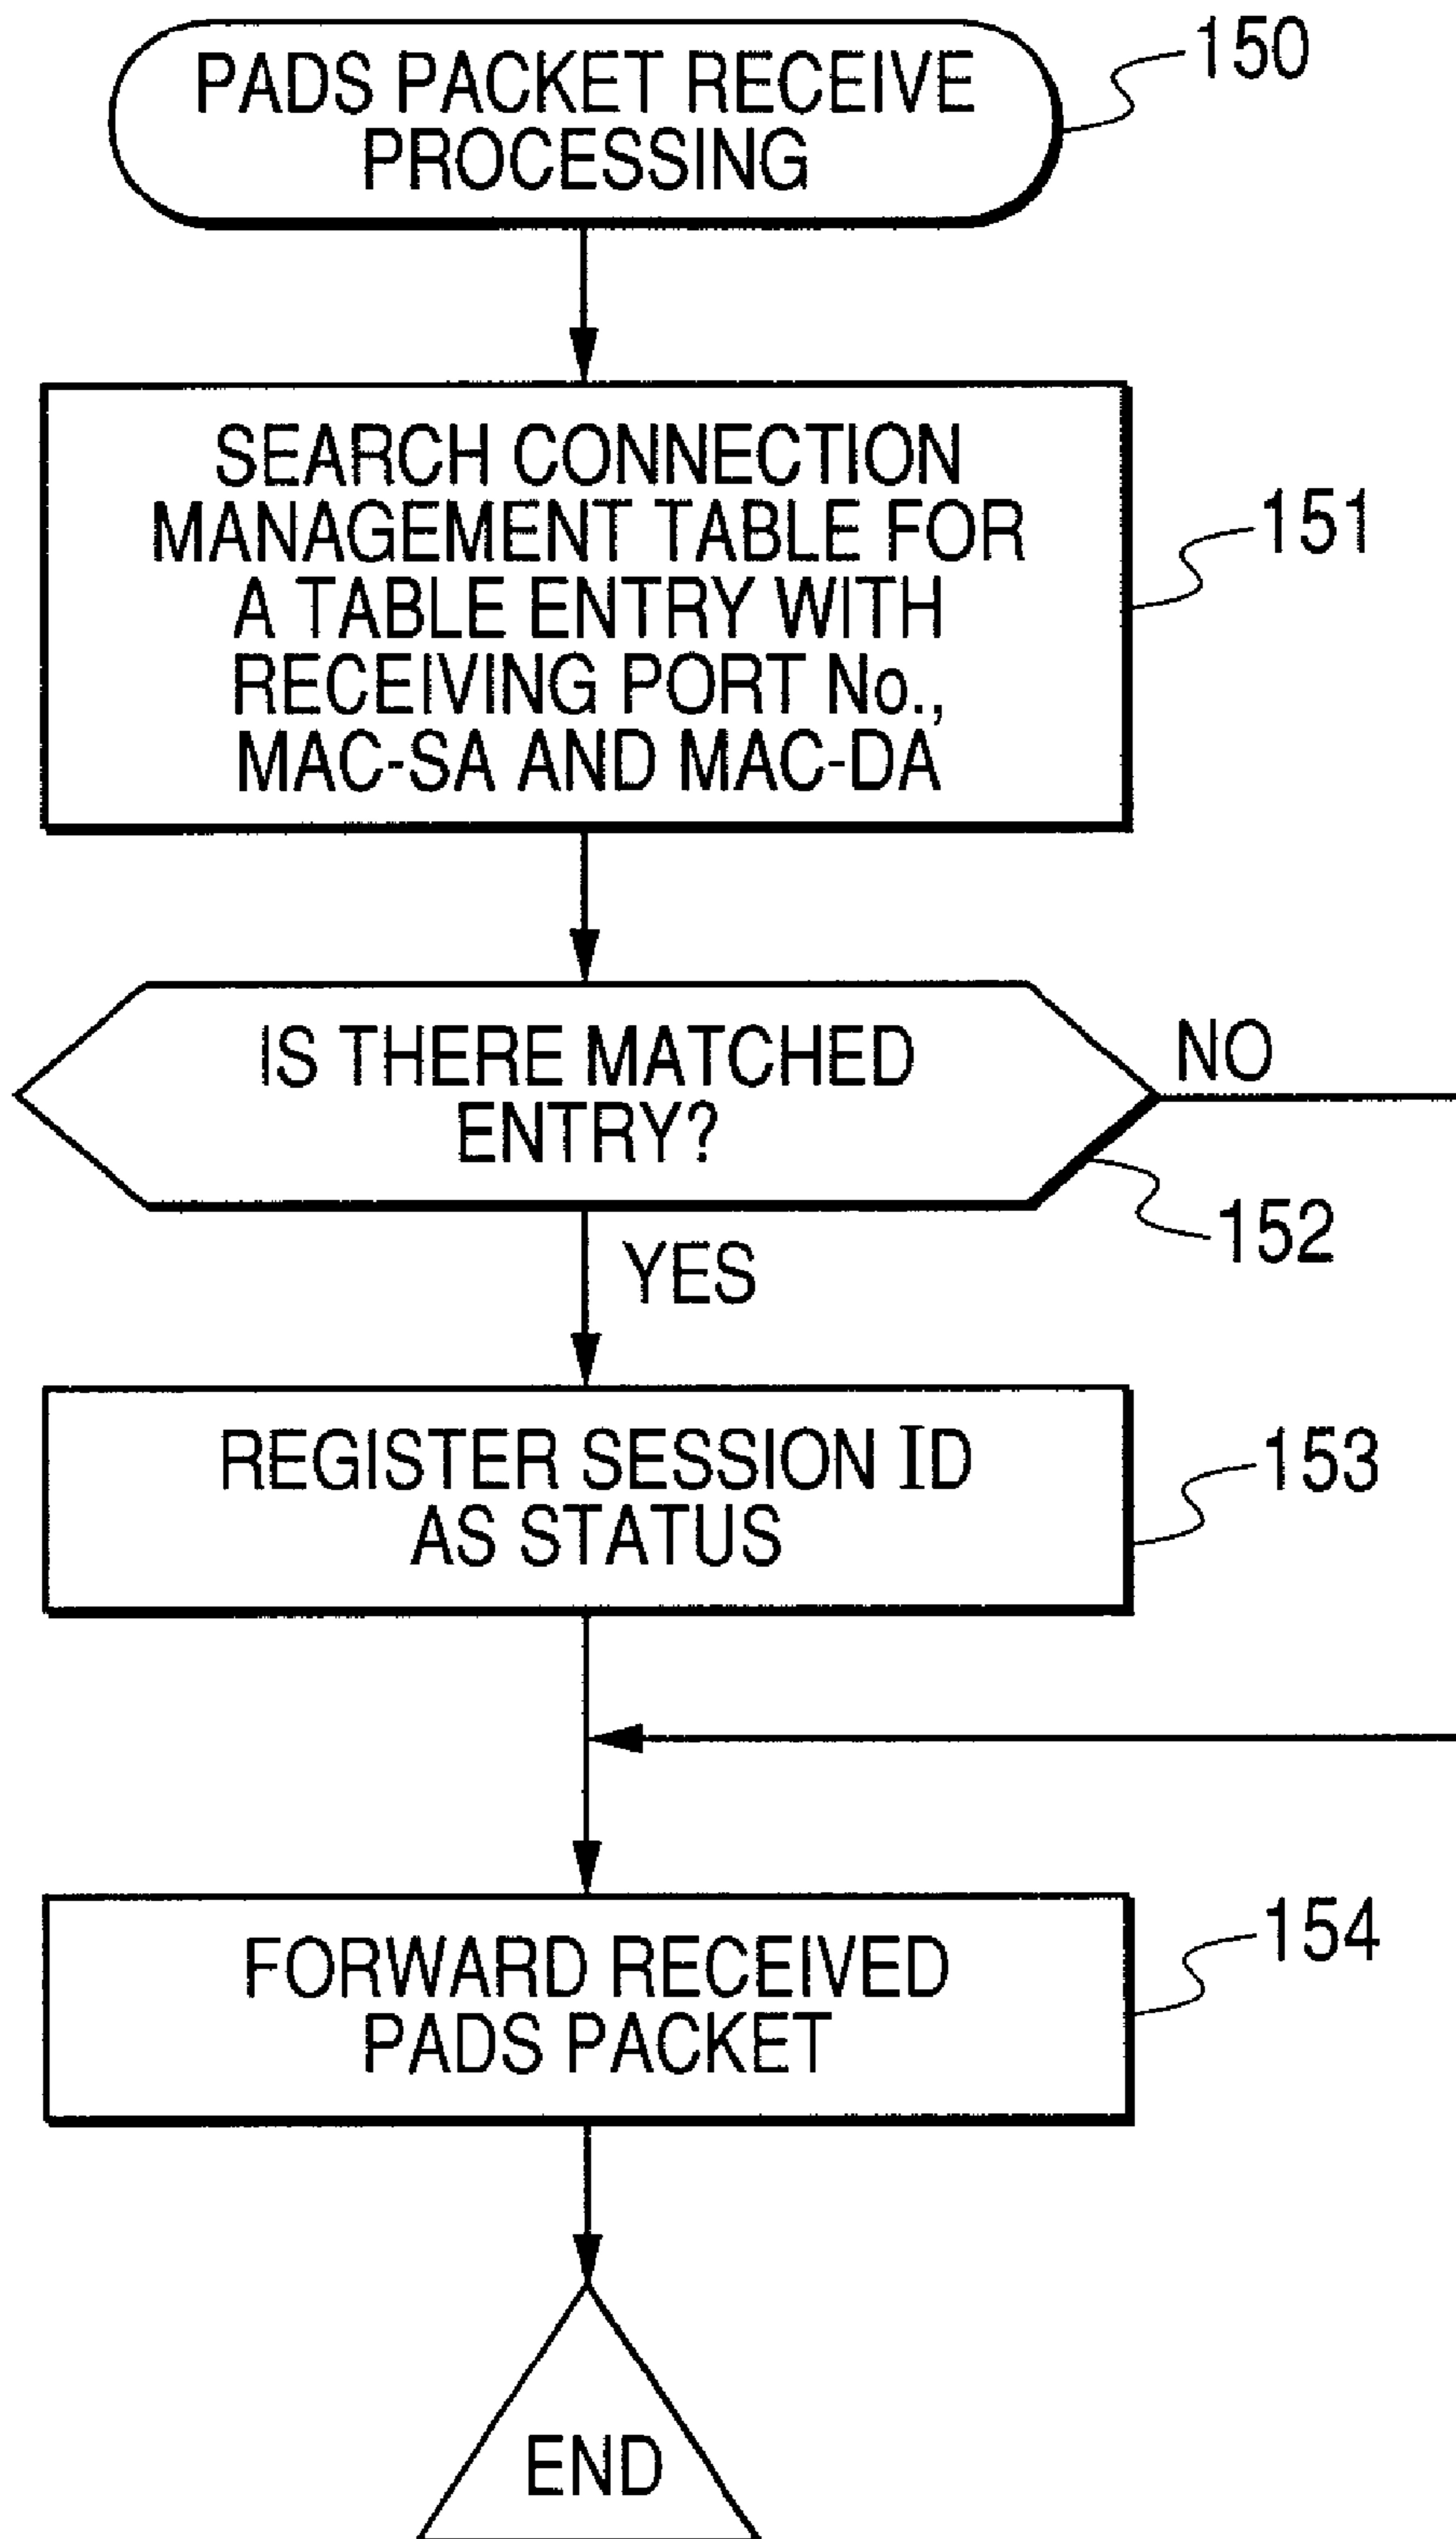 PADS PACKET RECEIVE
PROCESSING
150
SEARCH CONNECTION
MANAGEMENT TABLE FOR
A TABLE ENTRY WITH
RECEIVING PORT No.,
MAC-SA AND MAC-DA
151
IS THERE MATCHED
ENTRY?
NO
152
YES
REGISTER SESSION ID
AS STATUS
153
FORWARD RECEIVED
PADS PACKET
154
END